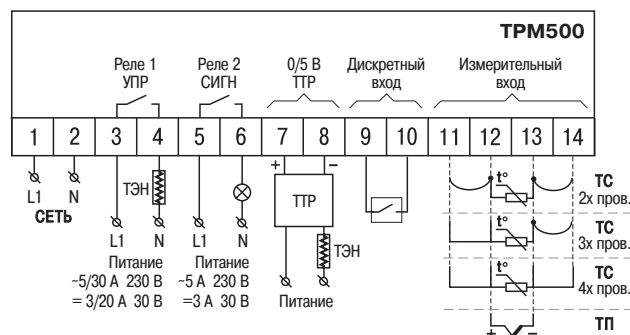 ТРМ500
Реле 1
УПР
Реле 2
СИГН
0/5 В
ТТР
Дискретный
вход
Измерительный
вход
1 2 3 4 5 6 7 8 9 10 11 12 13 14
L1 N
СЕТЬ
ТЭН
L1 N
Питание
~5/30 А 230 В
= 3/20 А 30 В
L1 N
Питание
~5 А 230 В
=3 А 30 В
+ −
ТТР
ТЭН
Питание
t° ТС
2х пров.
t° ТС
3х пров.
t° ТС
4х пров.
+ − ТП